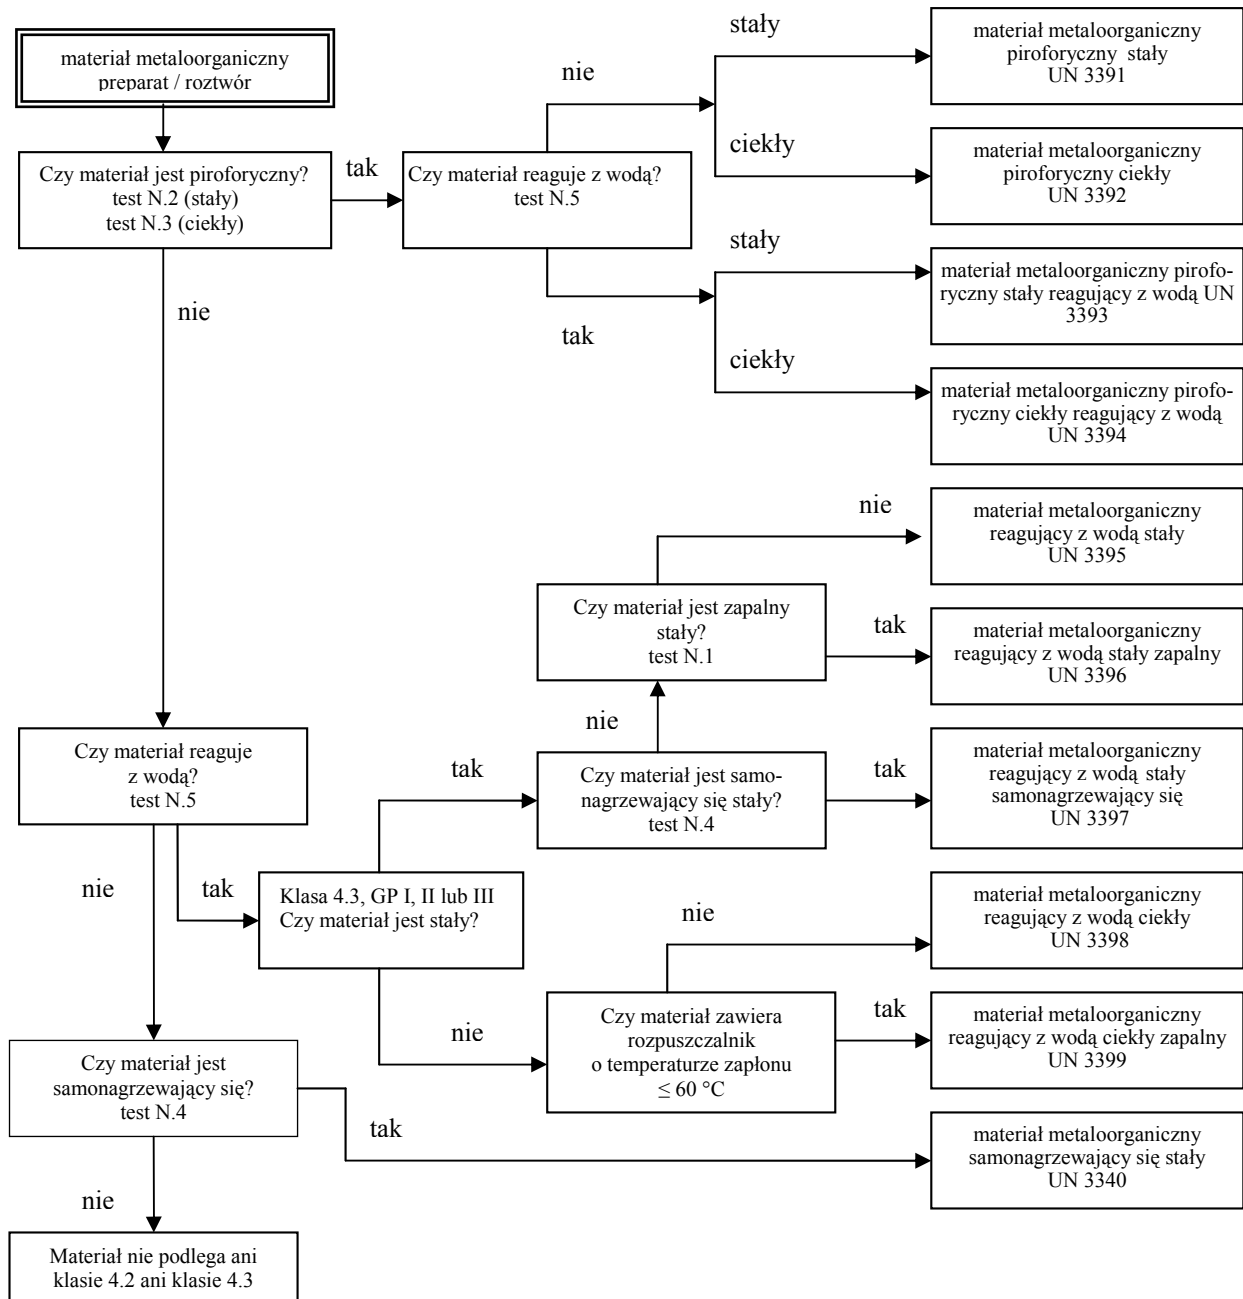 materiał metaloorganiczny
preparat / roztwór
Czy materiał jest piroforyczny?
test N.2 (stały)
test N.3 (ciekły)
tak
nie
Czy materiał reaguje z wodą?
test N.5
nie
tak
stały
ciekły
stały
ciekły
materiał metaloorganiczny
piroforyczny stały
UN 3391
materiał metaloorganiczny
piroforyczny ciekły
UN 3392
materiał metaloorganiczny pirofo-
ryczny stały reagujący z wodą UN
3393
materiał metaloorganiczny pirofo-
ryczny ciekły reagujący z wodą
UN 3394
nie
materiał metaloorganiczny
reagujący z wodą stały
UN 3395
Czy materiał jest zapalny
stały?
test N.1
tak
materiał metaloorganiczny
reagujący z wodą stały zapalny
UN 3396
nie
Czy materiał reaguje
z wodą?
test N.5
tak
Czy materiał jest samo-
nagrzewający się stały?
test N.4
tak
materiał metaloorganiczny
reagujący z wodą stały
samonagrzewający się
UN 3397
nie
tak
Klasa 4.3, GP I, II lub III
Czy materiał jest stały?
nie
materiał metaloorganiczny
reagujący z wodą ciekły
UN 3398
nie
Czy materiał zawiera
rozpuszczalnik
o temperaturze zapłonu
≤ 60 °C
tak
materiał metaloorganiczny
reagujący z wodą ciekły zapalny
UN 3399
Czy materiał jest
samonagrzewający się?
test N.4
tak
materiał metaloorganiczny
samonagrzewający się stały
UN 3340
nie
Materiał nie podlega ani
klasie 4.2 ani klasie 4.3